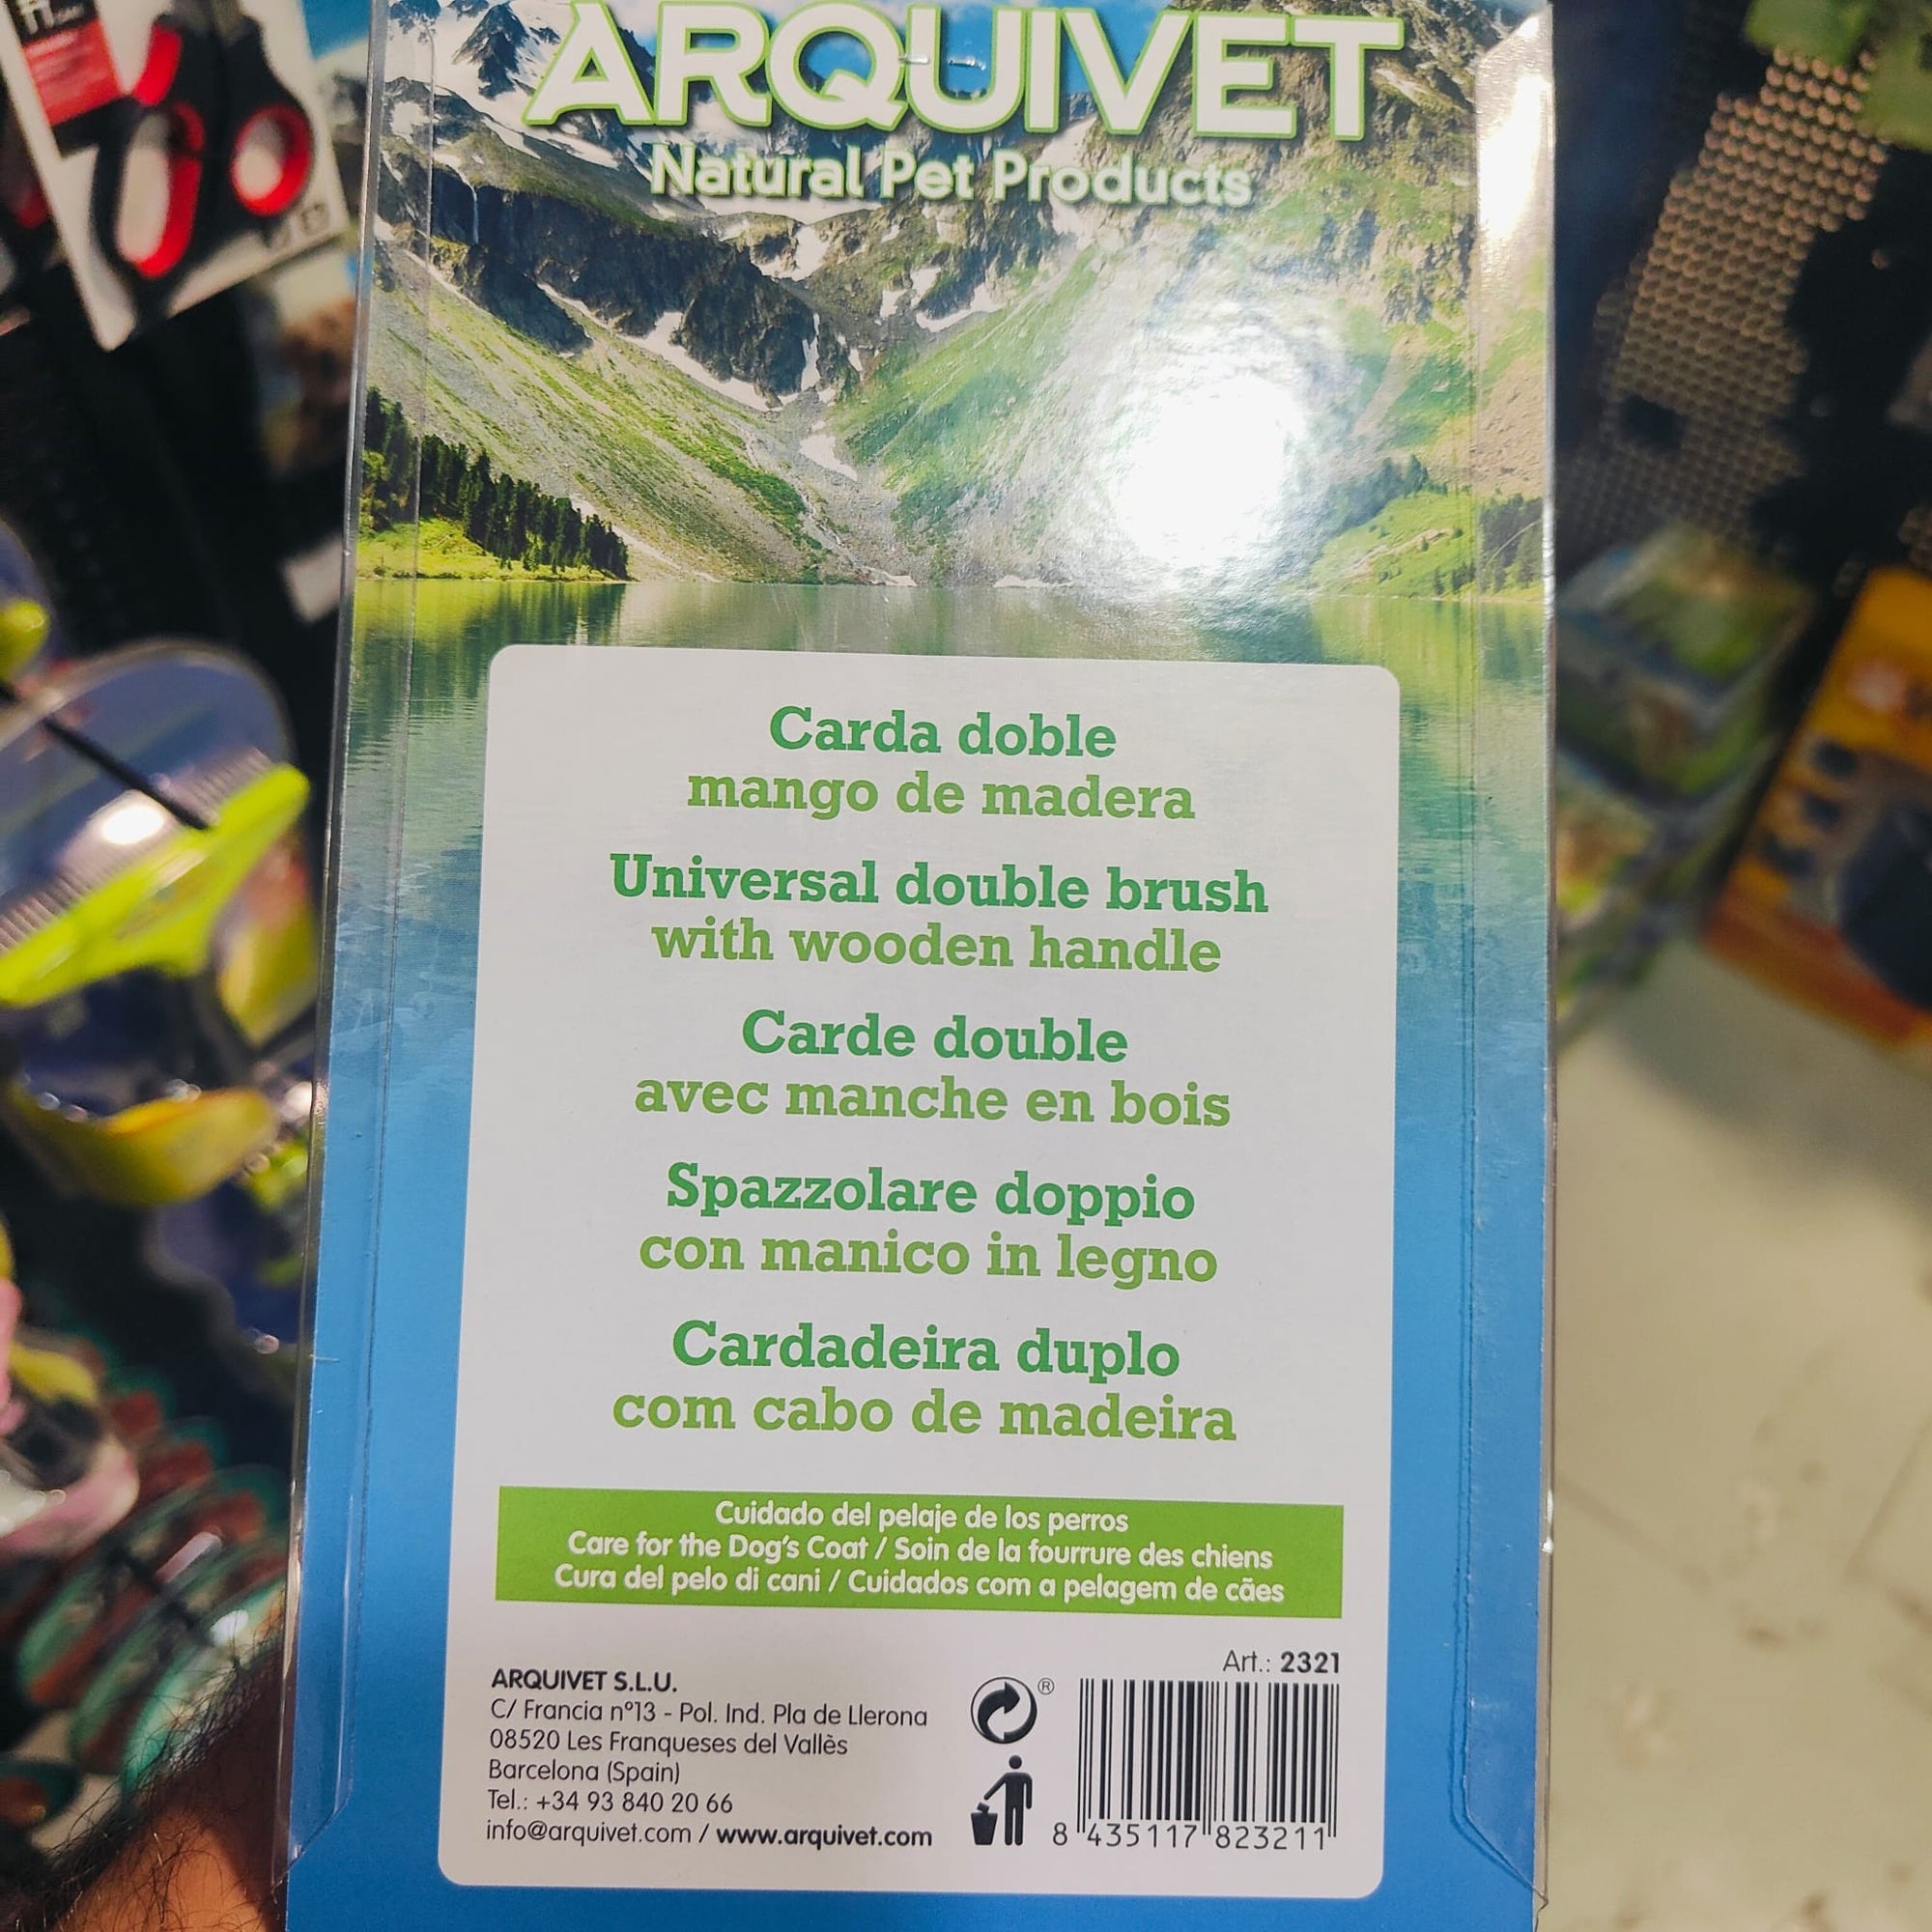 ARQUIVET
Natural Pet Products
Carda doble
mango de madera
Universal double brush
with wooden handle
Carde double
avec manche en bois
Spazzolare doppio
con manico in legno
Cardadeira duplo
com cabo de madeira
Cuidado del pelaje de los perros
Care for the Dog's Coat / Soin de la fourrure des chiens
Cura del pelo di cani / Cuidados com a pelagem de cães
Art.: 2321
ARQUIVET S.L.U.
C/ Francia nº13 - Pol. Ind. Pla de Llerona
08520 Les Franqueses del Vallès
Barcelona (Spain)
Tel.: +34 93 840 20 66
info@arquivet.com / www.arquivet.com
®
8 435117 823211